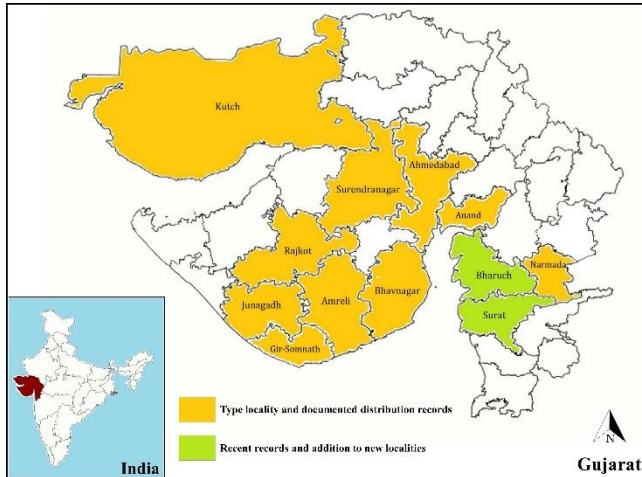 Kutch
Ahmedabad
Surendranagar
Anand
Rajkot
Narmada
Bharuch
Bhavnagar
Amreli
Junagadh
Surat
Gir-Somnath
Type locality and documented distribution records
Recent records and addition to new localities
N
India
Gujarat